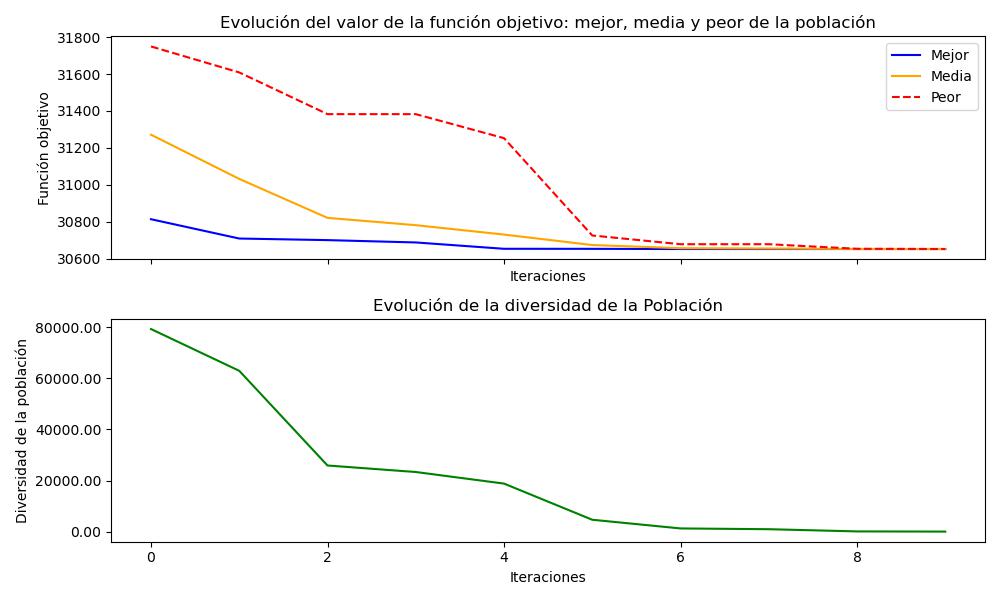 Evolución del valor de la función objetivo: mejor, media y peor de la población
31800
31600
31400
31200
31000
30800
30600
Función objetivo
Mejor
Media
Peor
Iteraciones
Evolución de la diversidad de la Población
80000.00
60000.00
40000.00
20000.00
0.00
Diversidad de la población
0 2 4 6 8
Iteraciones